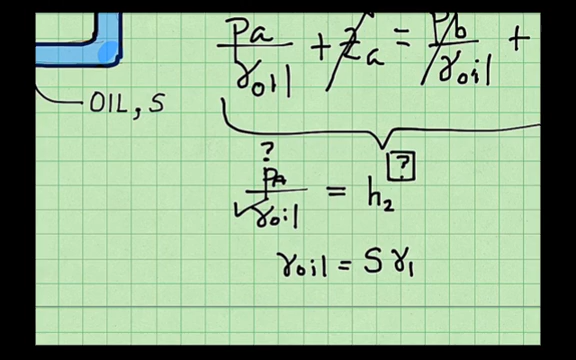 Pa/γoil + Za = Pb/γoil +
OIL, S
?
Pa/γoil = h2 ?
γoil = S γ1